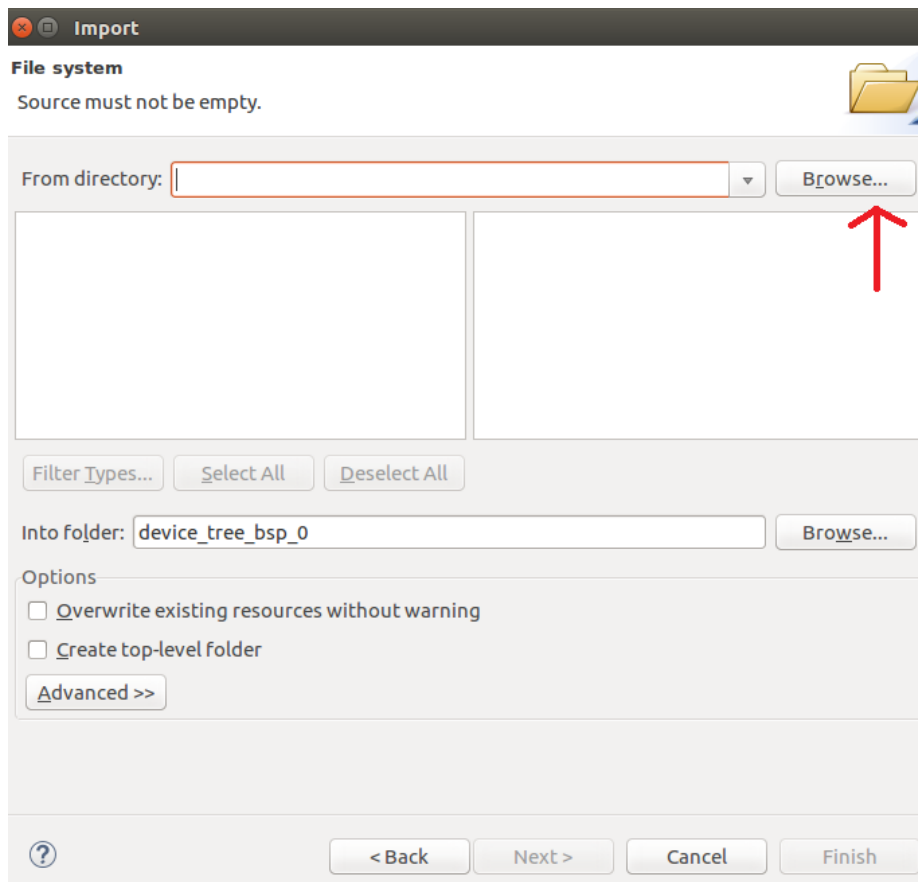 Import
File system
Source must not be empty.
From directory: Browse...
Filter Types... Select All Deselect All
Into folder: device_tree_bsp_0 Browse...
Options
Overwrite existing resources without warning
Create top-level folder
Advanced >>
? < Back Next > Cancel Finish